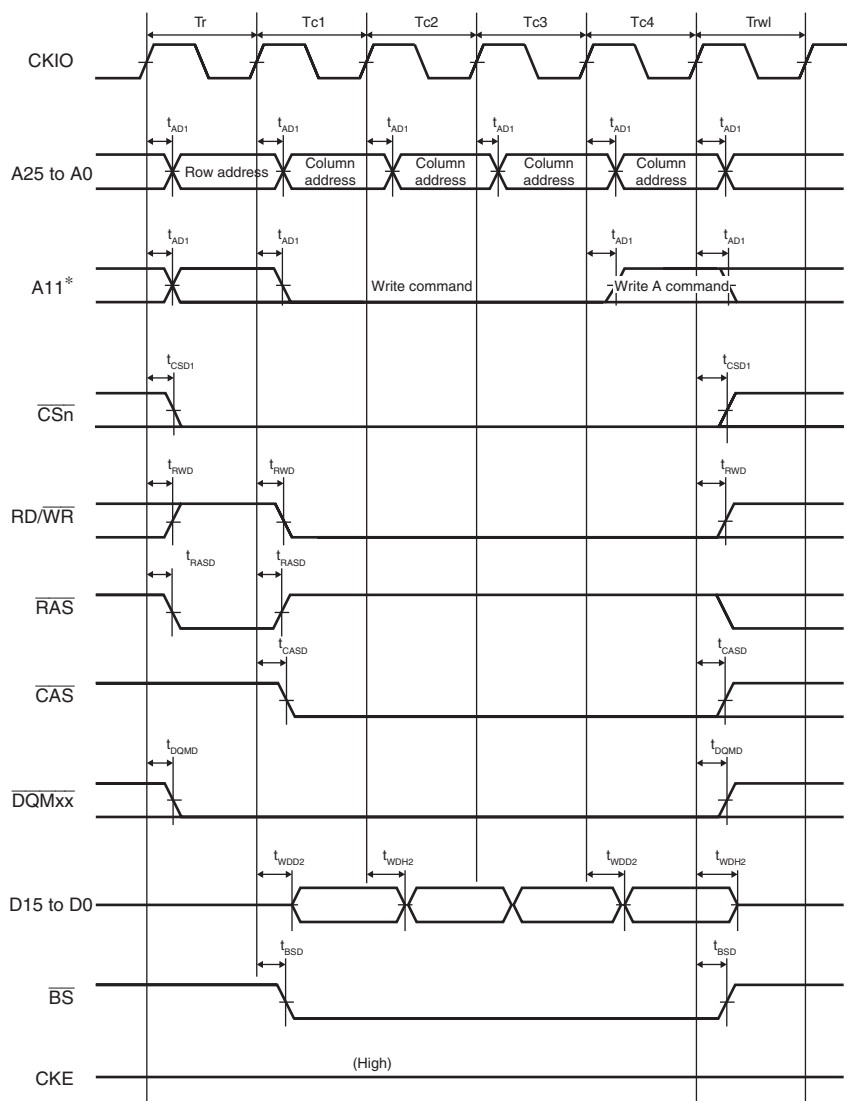 Tr Tc1 Tc2 Tc3 Tc4 Trwl
CKIO
tAD1 tAD1 tAD1 tAD1 tAD1 tAD1
A25 to A0 Row address Column address Column address Column address Column address
tAD1 tAD1 tAD1 tAD1
A11* Write command Write A command
tCSD1 tCSD1
CSn
tRWD tRWD tRWD
RD/WR
tRASD tRASD
RAS
tCASD tCASD
CAS
tDQMD tDQMD
DQMxx
tWDD2 tWDH2 tWDD2 tWDH2
D15 to D0
tBSD tBSD
BS
(High)
CKE